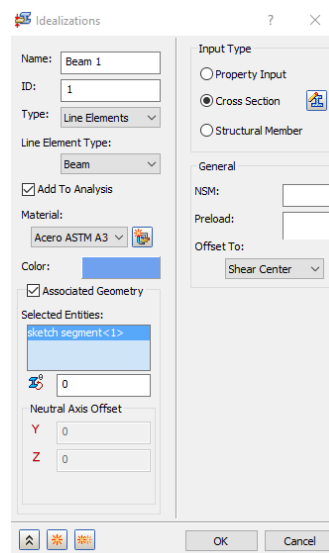 Idealizations
Name: Beam 1
ID: 1
Type: Line Elements
Line Element Type:
Beam
Add To Analysis
Material:
Acero ASTM A3
Color:
Associated Geometry
Selected Entities:
sketch segment<1>
0
Neutral Axis Offset
Y 0
Z 0
Input Type
Property Input
Cross Section
Structural Member
General
NSM:
Preload:
Offset To:
Shear Center
OK Cancel